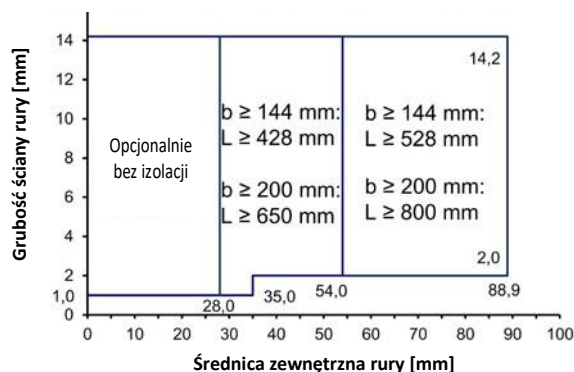 Grubość ściany rury [mm]
14
12
10
8
6
4
2
1,0
0
Opcjonalnie
bez izolacji
b ≥ 144 mm:
L ≥ 428 mm
b ≥ 200 mm:
L ≥ 650 mm
b ≥ 144 mm:
L ≥ 528 mm
b ≥ 200 mm:
L ≥ 800 mm
14,2
2,0
28,0
35,0
54,0
88,9
0 10 20 30 40 50 60 70 80 90 100
Średnica zewnętrzna rury [mm]